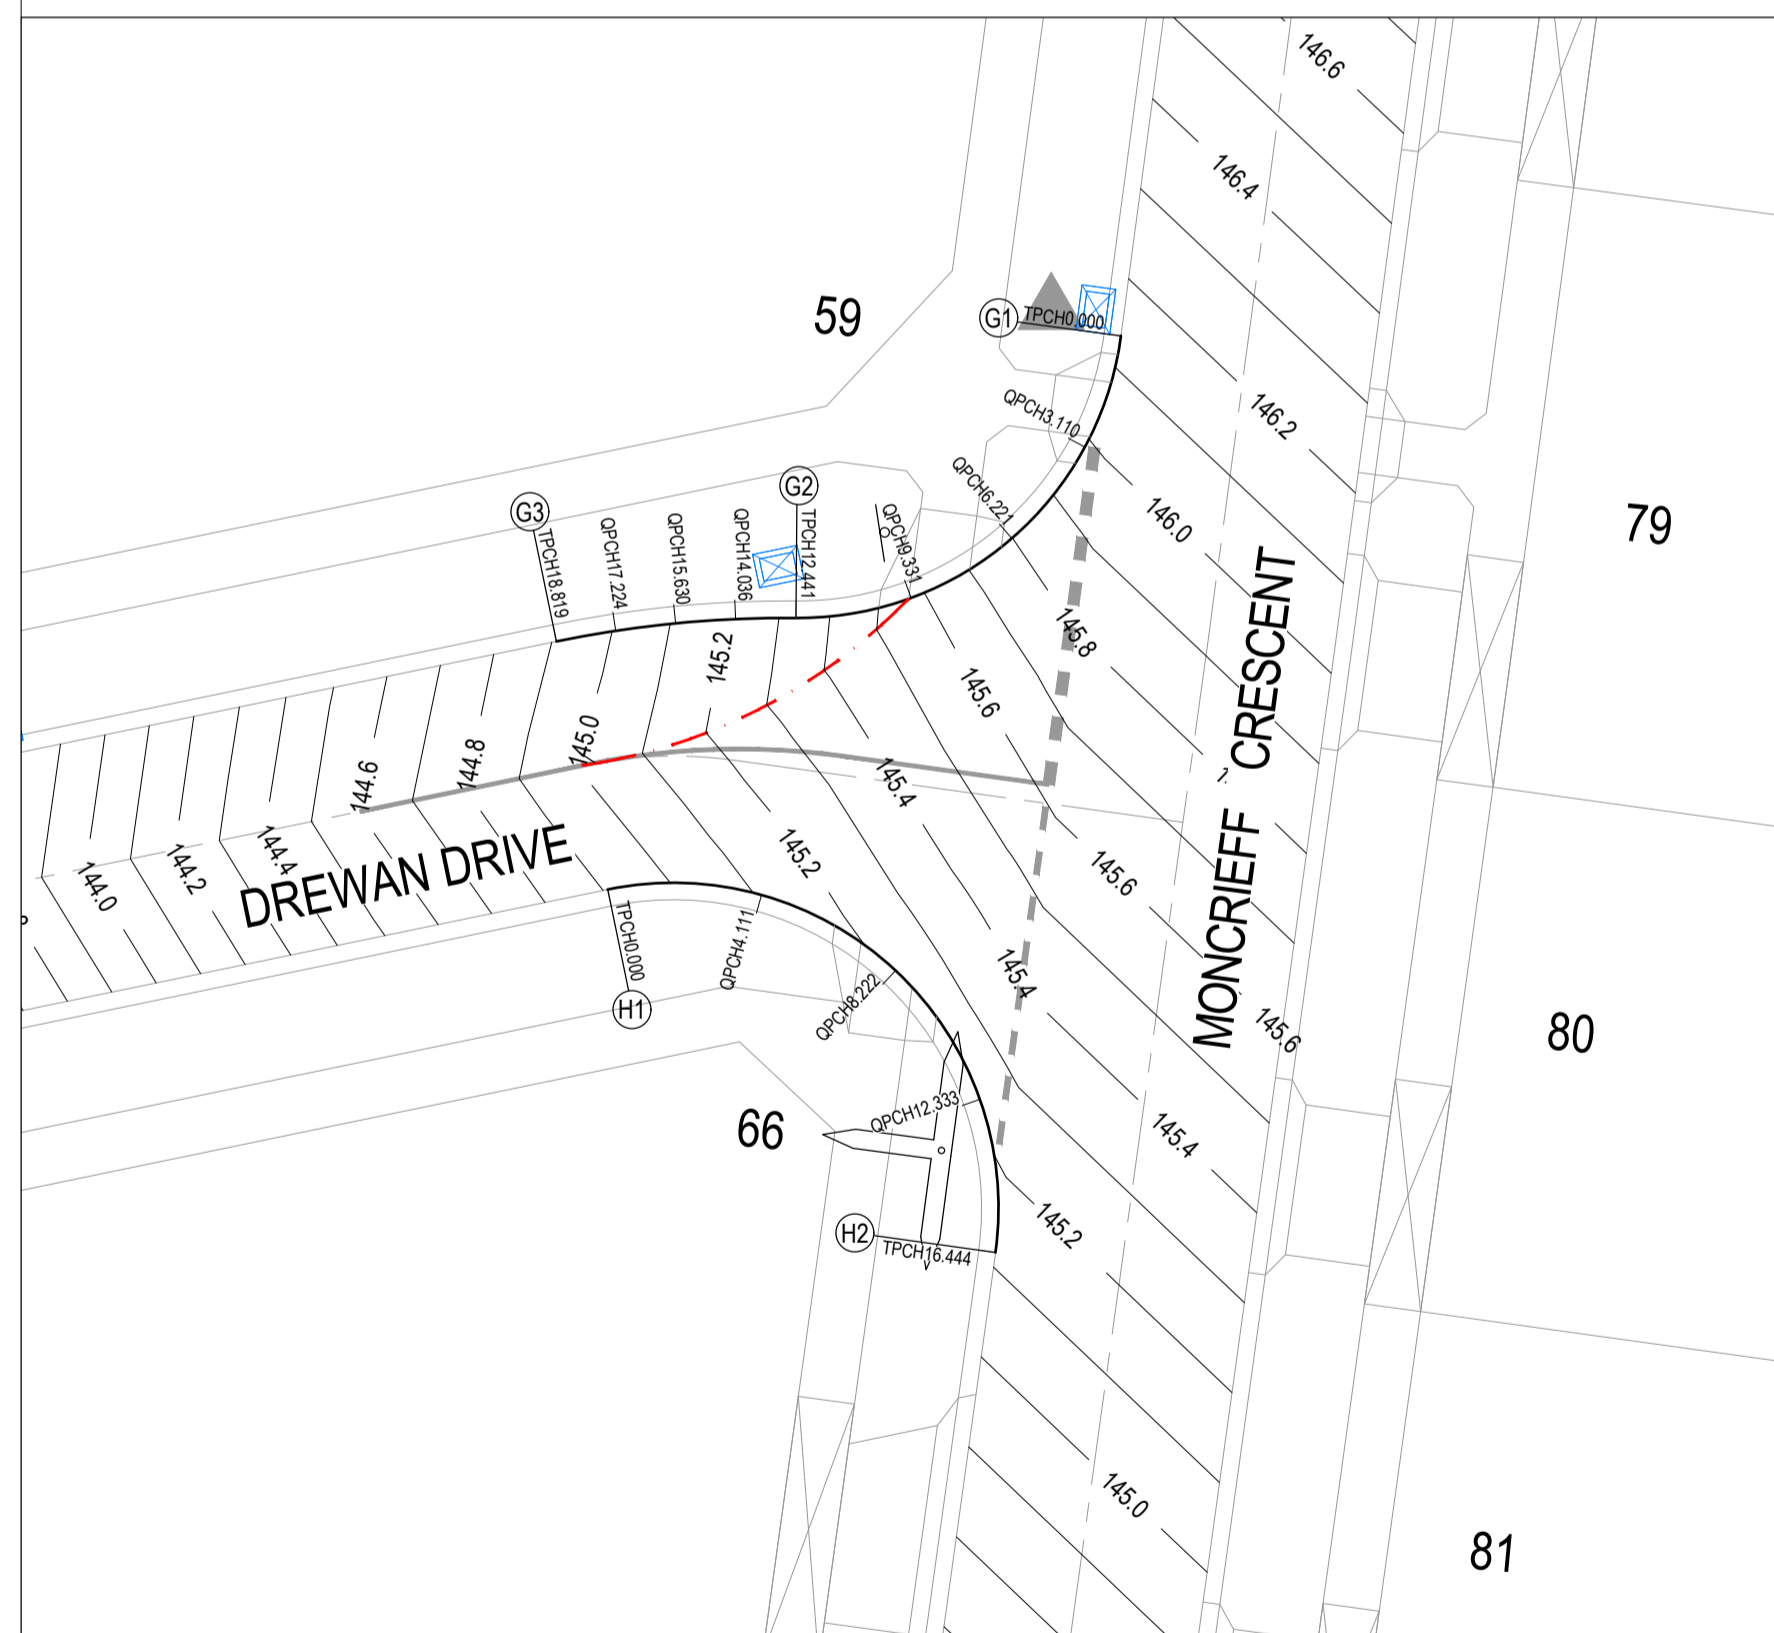 146.6
146.4
59
G1
TPCH0.000
146.2
QPCH3.110
QPCH6.221
G2
G3
TPCH18.819
QPCH17.224
QPCH15.630
QPCH14.036
TPCH12.441
QPCH9.331
146.0
79
145.8
145.2
145.6
145.0
144.8
144.6
145.4
MONCRIEFF CRESCENT
144.4
144.2
144.0
DREWAN DRIVE
145.2
145.6
TPCH0.000
H1
QPCH4.111
QPCH8.222
145.4
145.6
80
66
QPCH12.333
145.4
H2
TPCH16.444
145.2
145.0
81